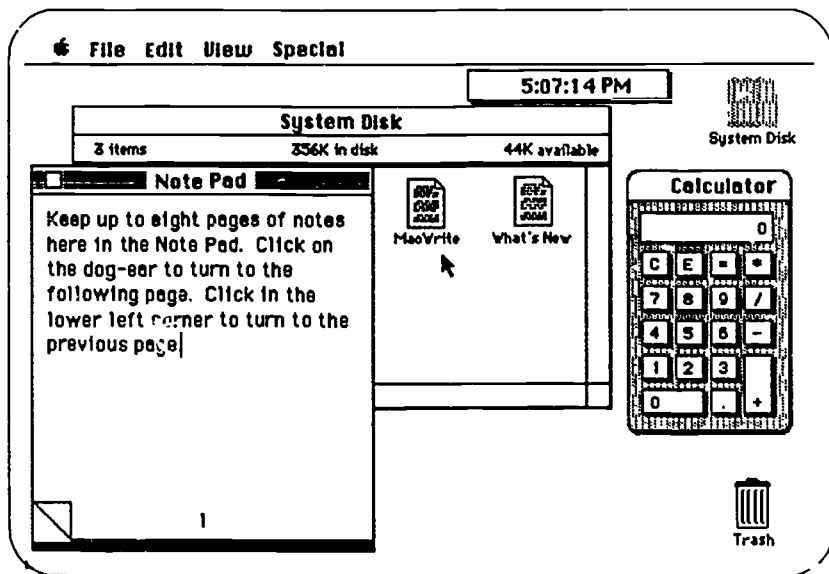 File Edit View Special
5:07:14 PM
System Disk
System Disk
3 items 356K in disk 44K available
Note Pad
Keep up to eight pages of notes
here in the Note Pad. Click on
the dog-ear to turn to the
following page. Click in the
lower left corner to turn to the
previous page
1
MacWrite
What's New
Calculator
0
C E = *
7 8 9 /
4 5 6 -
1 2 3
0 . +
Trash